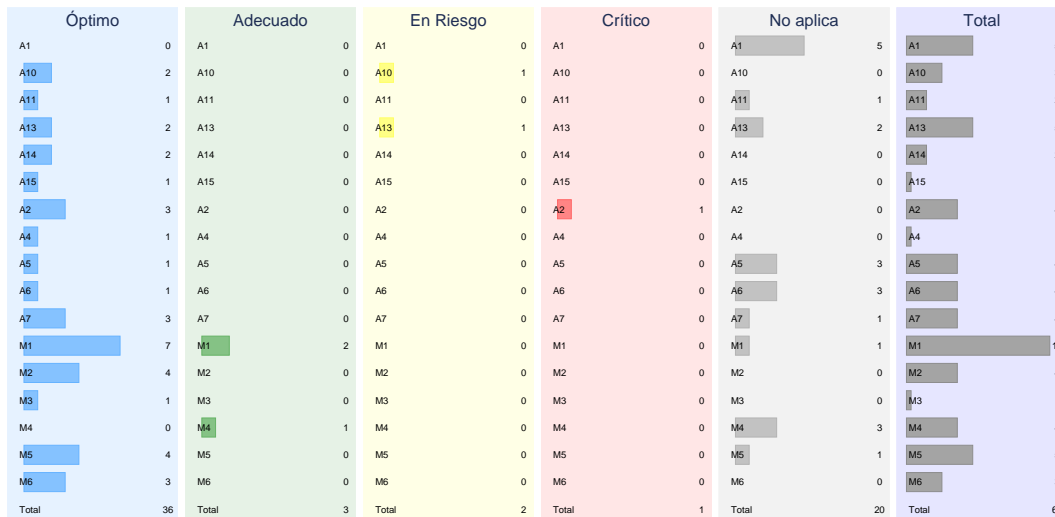 Óptimo Adecuado En Riesgo Crítico No aplica Total
A1 0 A1 0 A1 0 A1 0 A1 5 A1
A10 2 A10 0 A10 1 A10 0 A10 0 A10
A11 1 A11 0 A11 0 A11 0 A11 1 A11
A13 2 A13 0 A13 1 A13 0 A13 2 A13
A14 2 A14 0 A14 0 A14 0 A14 0 A14
A15 1 A15 0 A15 0 A15 0 A15 0 A15
A2 3 A2 0 A2 0 A2 1 A2 0 A2
A4 1 A4 0 A4 0 A4 0 A4 0 A4
A5 1 A5 0 A5 0 A5 0 A5 3 A5
A6 1 A6 0 A6 0 A6 0 A6 3 A6
A7 3 A7 0 A7 0 A7 0 A7 1 A7
M1 7 M1 2 M1 0 M1 0 M1 1 M1
M2 4 M2 0 M2 0 M2 0 M2 0 M2
M3 1 M3 0 M3 0 M3 0 M3 0 M3
M4 0 M4 1 M4 0 M4 0 M4 3 M4
M5 4 M5 0 M5 0 M5 0 M5 1 M5
M6 3 M6 0 M6 0 M6 0 M6 0 M6
Total 36 Total 3 Total 2 Total 1 Total 20 Total